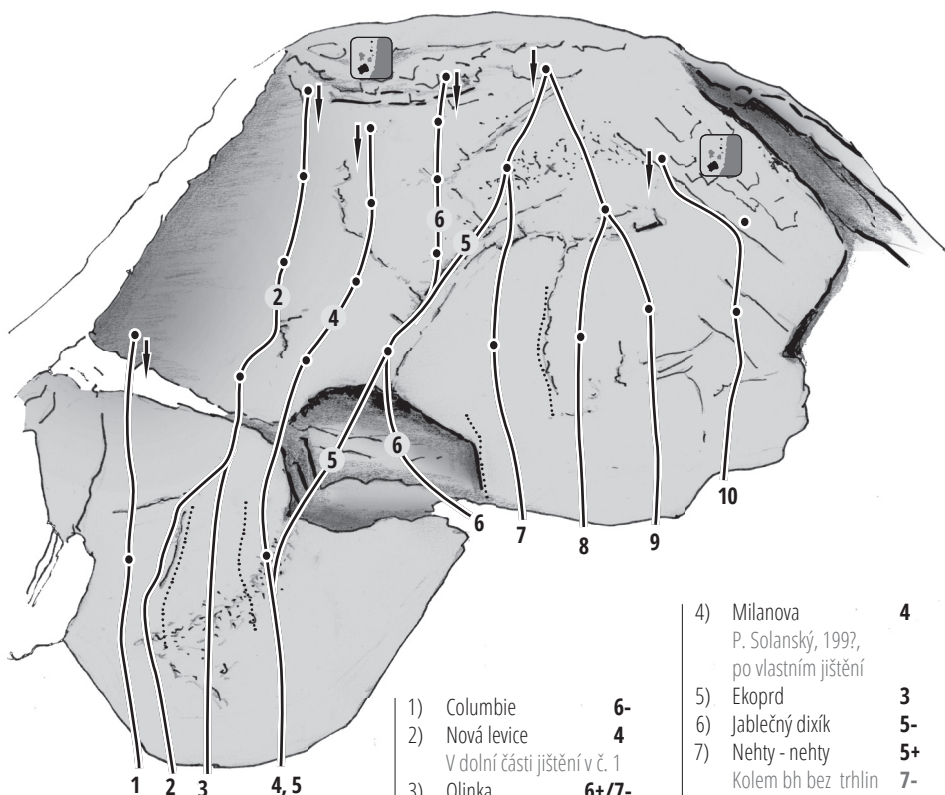 2
4
6
5
5
6
6
7
8
9
10
1
2
3
4, 5
1) Columbie 6-
2) Nová levice 4
V dolní části jištění v č. 1
3) Olinka 6+/7-
4) Milanova 4
P. Solanský, 199?,
po vlastním jištění
5) Ekoprd 3
6) Jablečný dixík 5-
7) Nehty - nehty 5+
Kolem bh bez trhlin 7-